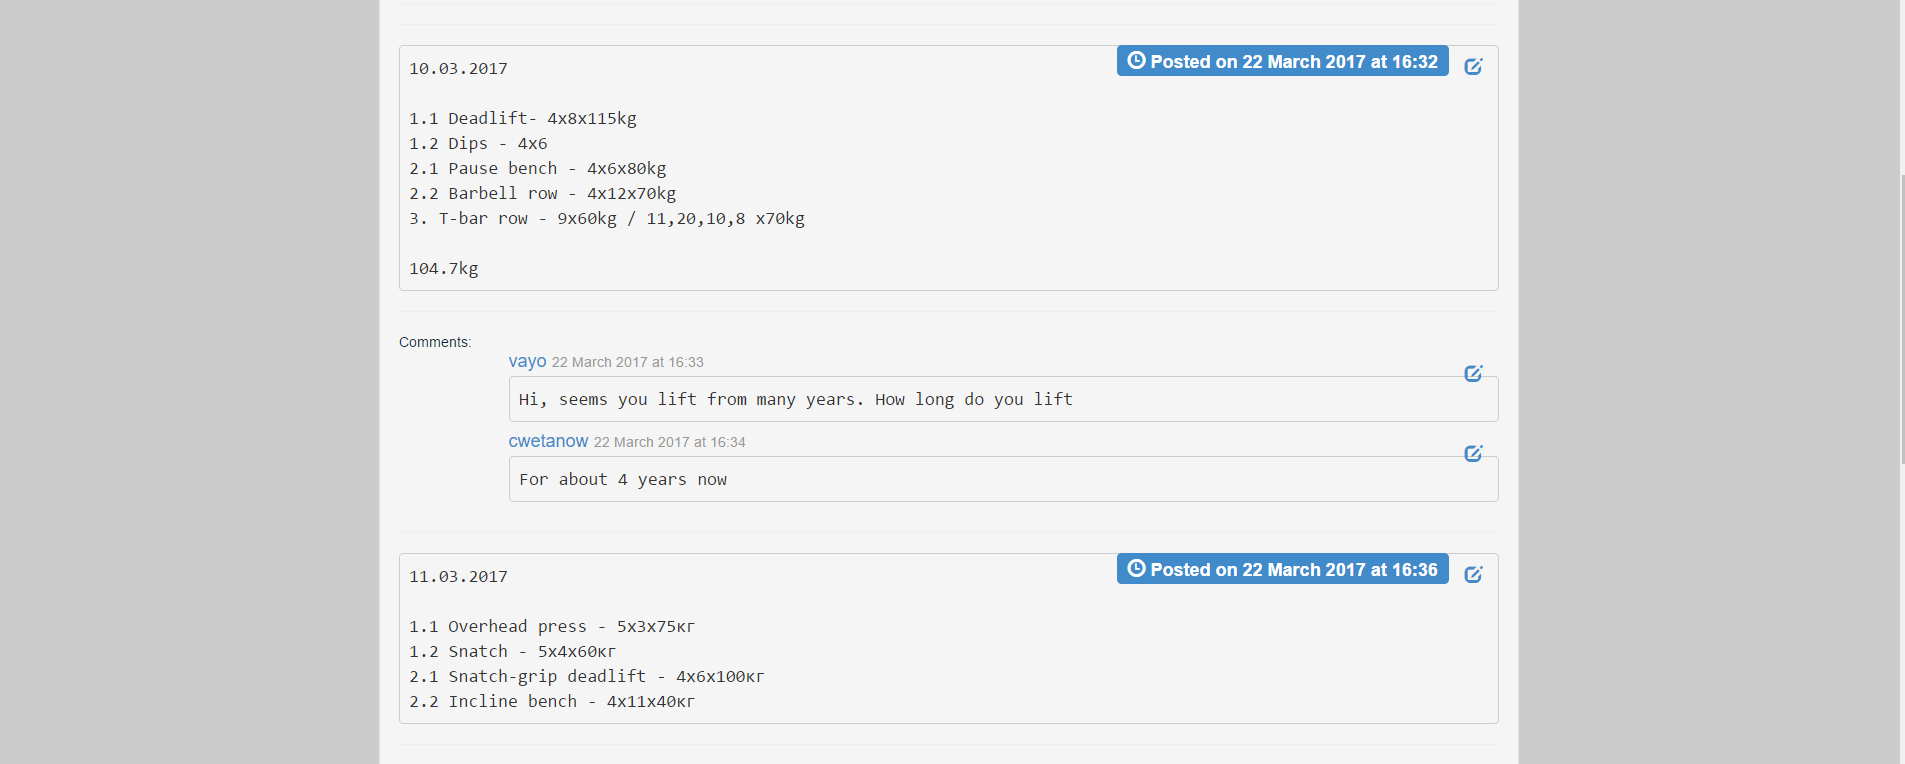 10.03.2017
Posted on 22 March 2017 at 16:32
1.1 Deadlift- 4x8x115kg
1.2 Dips - 4x6
2.1 Pause bench - 4x6x80kg
2.2 Barbell row - 4x12x70kg
3. T-bar row - 9x60kg / 11,20,10,8 x70kg
104.7kg
Comments:
vayo 22 March 2017 at 16:33
Hi, seems you lift from many years. How long do you lift
cwetanow 22 March 2017 at 16:34
For about 4 years now
11.03.2017
Posted on 22 March 2017 at 16:36
1.1 Overhead press - 5x3x75кг
1.2 Snatch - 5x4x60кг
2.1 Snatch-grip deadlift - 4x6x100кг
2.2 Incline bench - 4x11x40кг